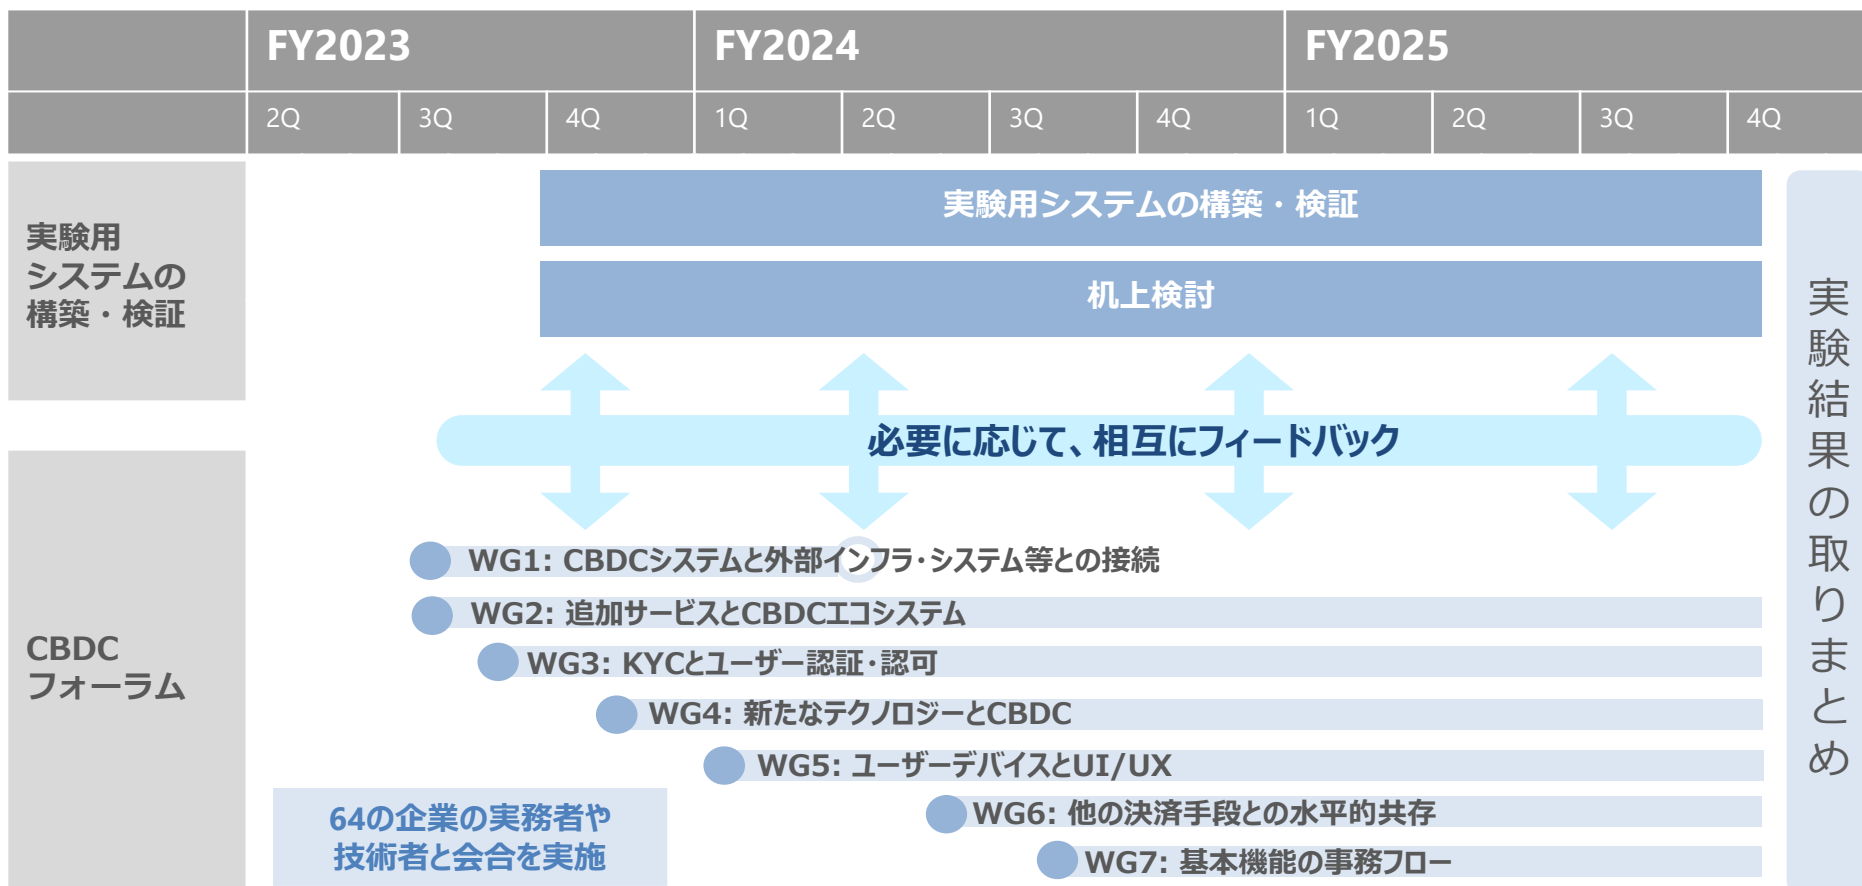 FY2023
FY2024
FY2025
2Q
3Q
4Q
1Q
2Q
3Q
4Q
1Q
2Q
3Q
4Q
実験用
システムの
構築・検証
実験用システムの構築・検証
机上検討
必要に応じて、相互にフィードバック
CBDC
フォーラム
WG1: CBDCシステムと外部インフラ・システム等との接続
WG2: 追加サービスとCBDCエコシステム
WG3: KYCとユーザー認証・認可
WG4: 新たなテクノロジーとCBDC
WG5: ユーザーデバイスとUI/UX
WG6: 他の決済手段との水平的共存
WG7: 基本機能の事務フロー
64の企業の実務者や
技術者と会合を実施
実験結果の取りまとめ